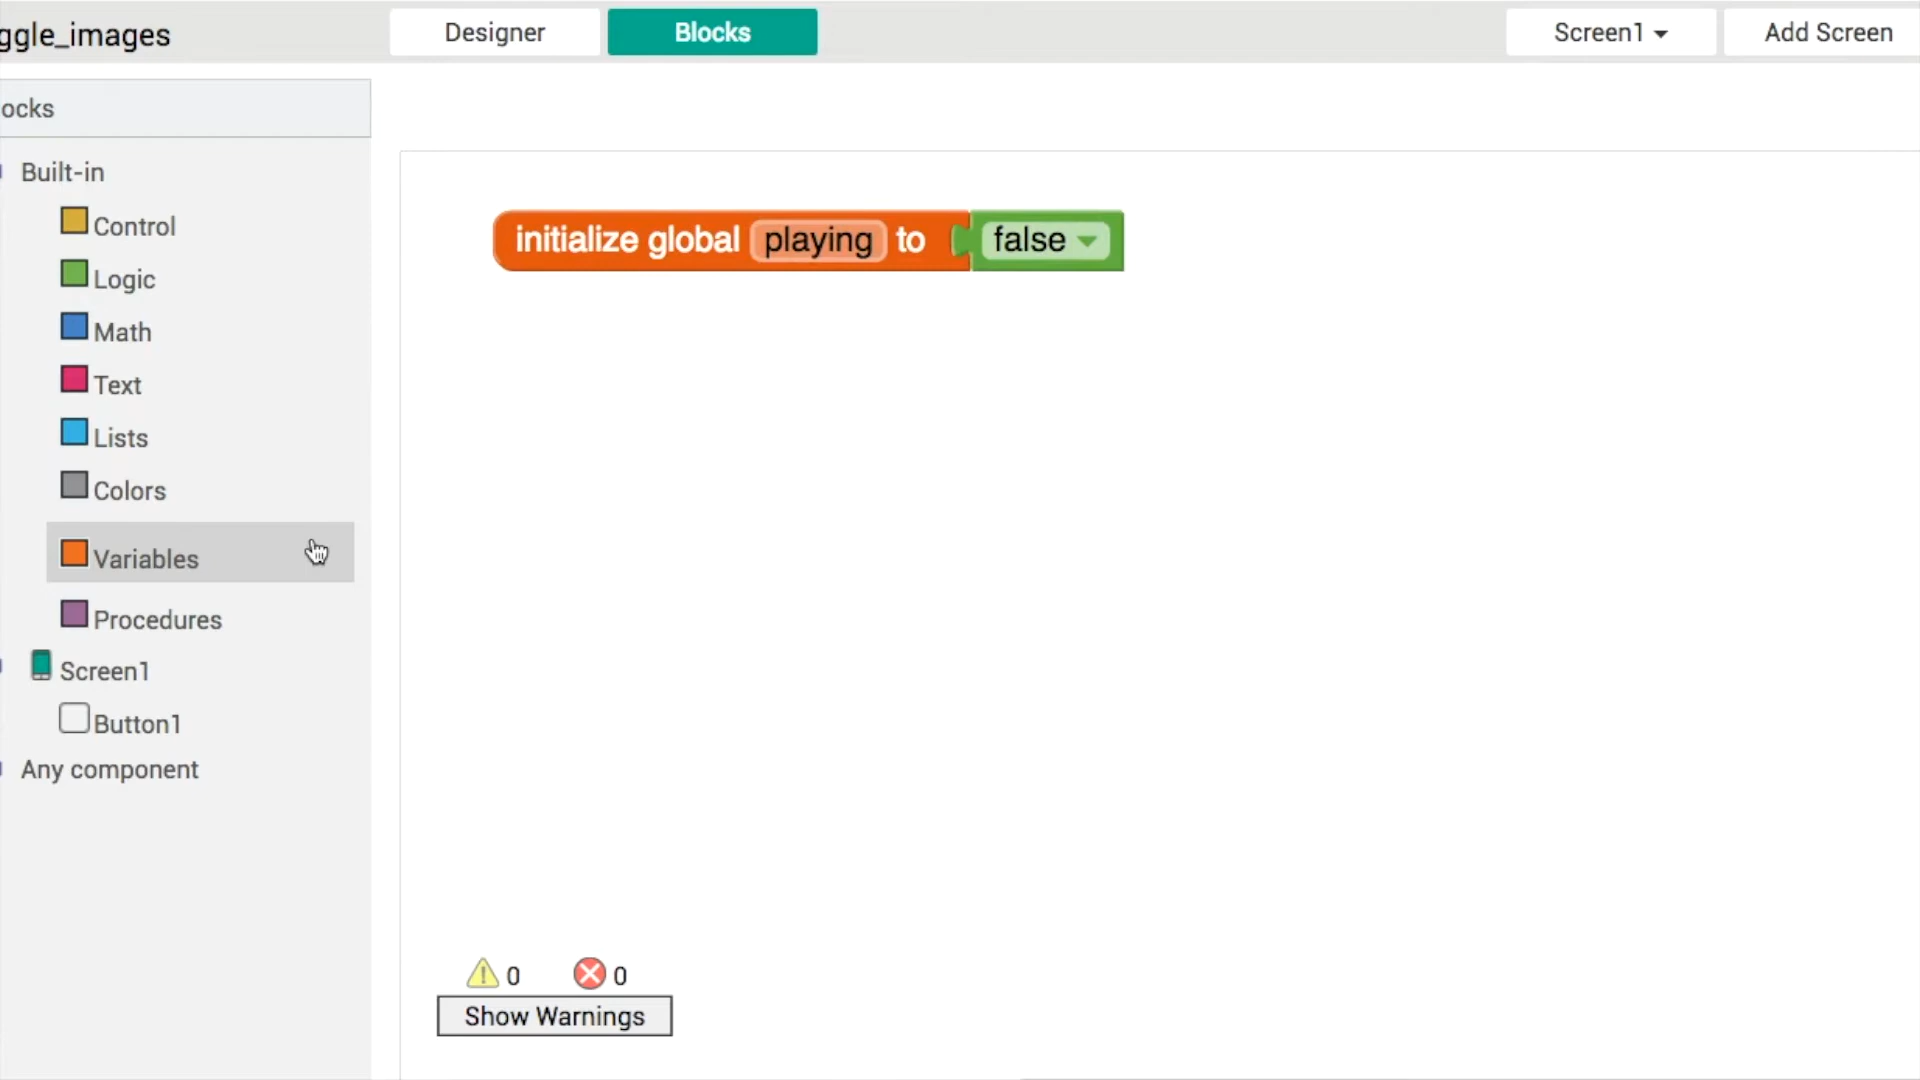 ggle_images
Designer
Blocks
Screen1
Add Screen
ocks
Built-in
Control
Logic
Math
Text
Lists
Colors
Variables
Procedures
Screen1
Button1
Any component
initialize global playing to false
0 0
Show Warnings